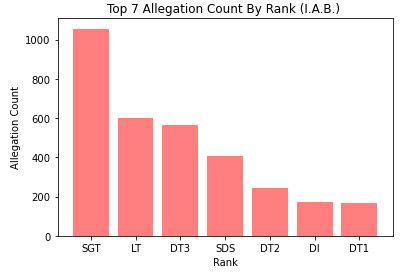 Top 7 Allegation Count By Rank (I.A.B.)
1000
800
600
400
200
0
Allegation Count
SGT LT DT3 SDS DT2 DI DT1
Rank